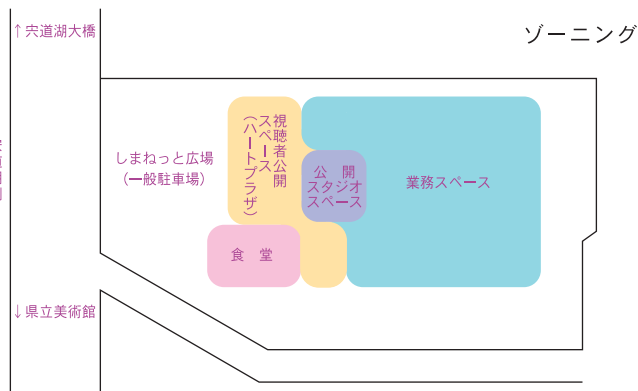 ゾーニング
↑宍道湖大橋
しまねっと広場
（一般駐車場）
視聴者公開
スペース
（ハートプラザ）
公　開
スタジオ
スペース
業務スペース
食　堂
↓県立美術館